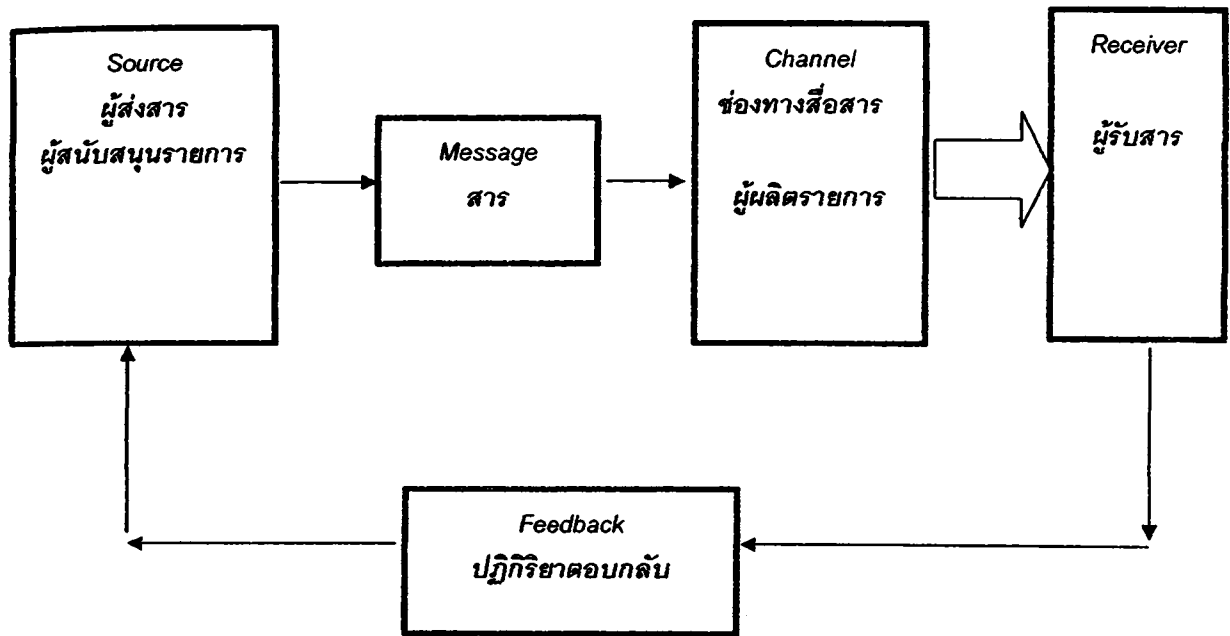 Source
ผู้ส่งสาร
ผู้สนับสนุนรายการ
Message
สาร
Channel
ช่องทางสื่อสาร
ผู้ผลิตรายการ
Receiver
ผู้รับสาร
Feedback
ปฏิกิริยาตอบกลับ